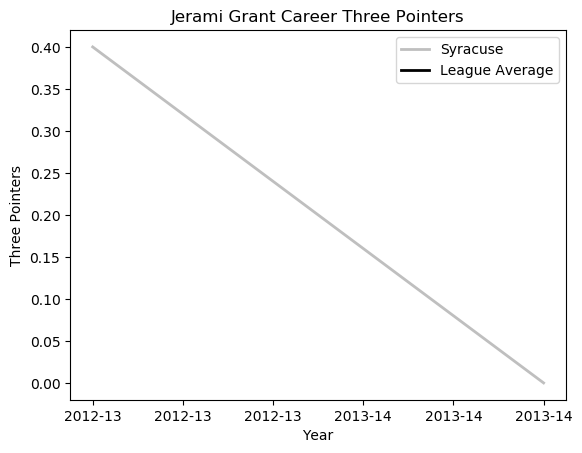 Jerami Grant Career Three Pointers
Syracuse
League Average
0.40
0.35
0.30
0.25
0.20
0.15
0.10
0.05
0.00
Three Pointers
2012-13 2012-13 2012-13 2013-14 2013-14 2013-14
Year